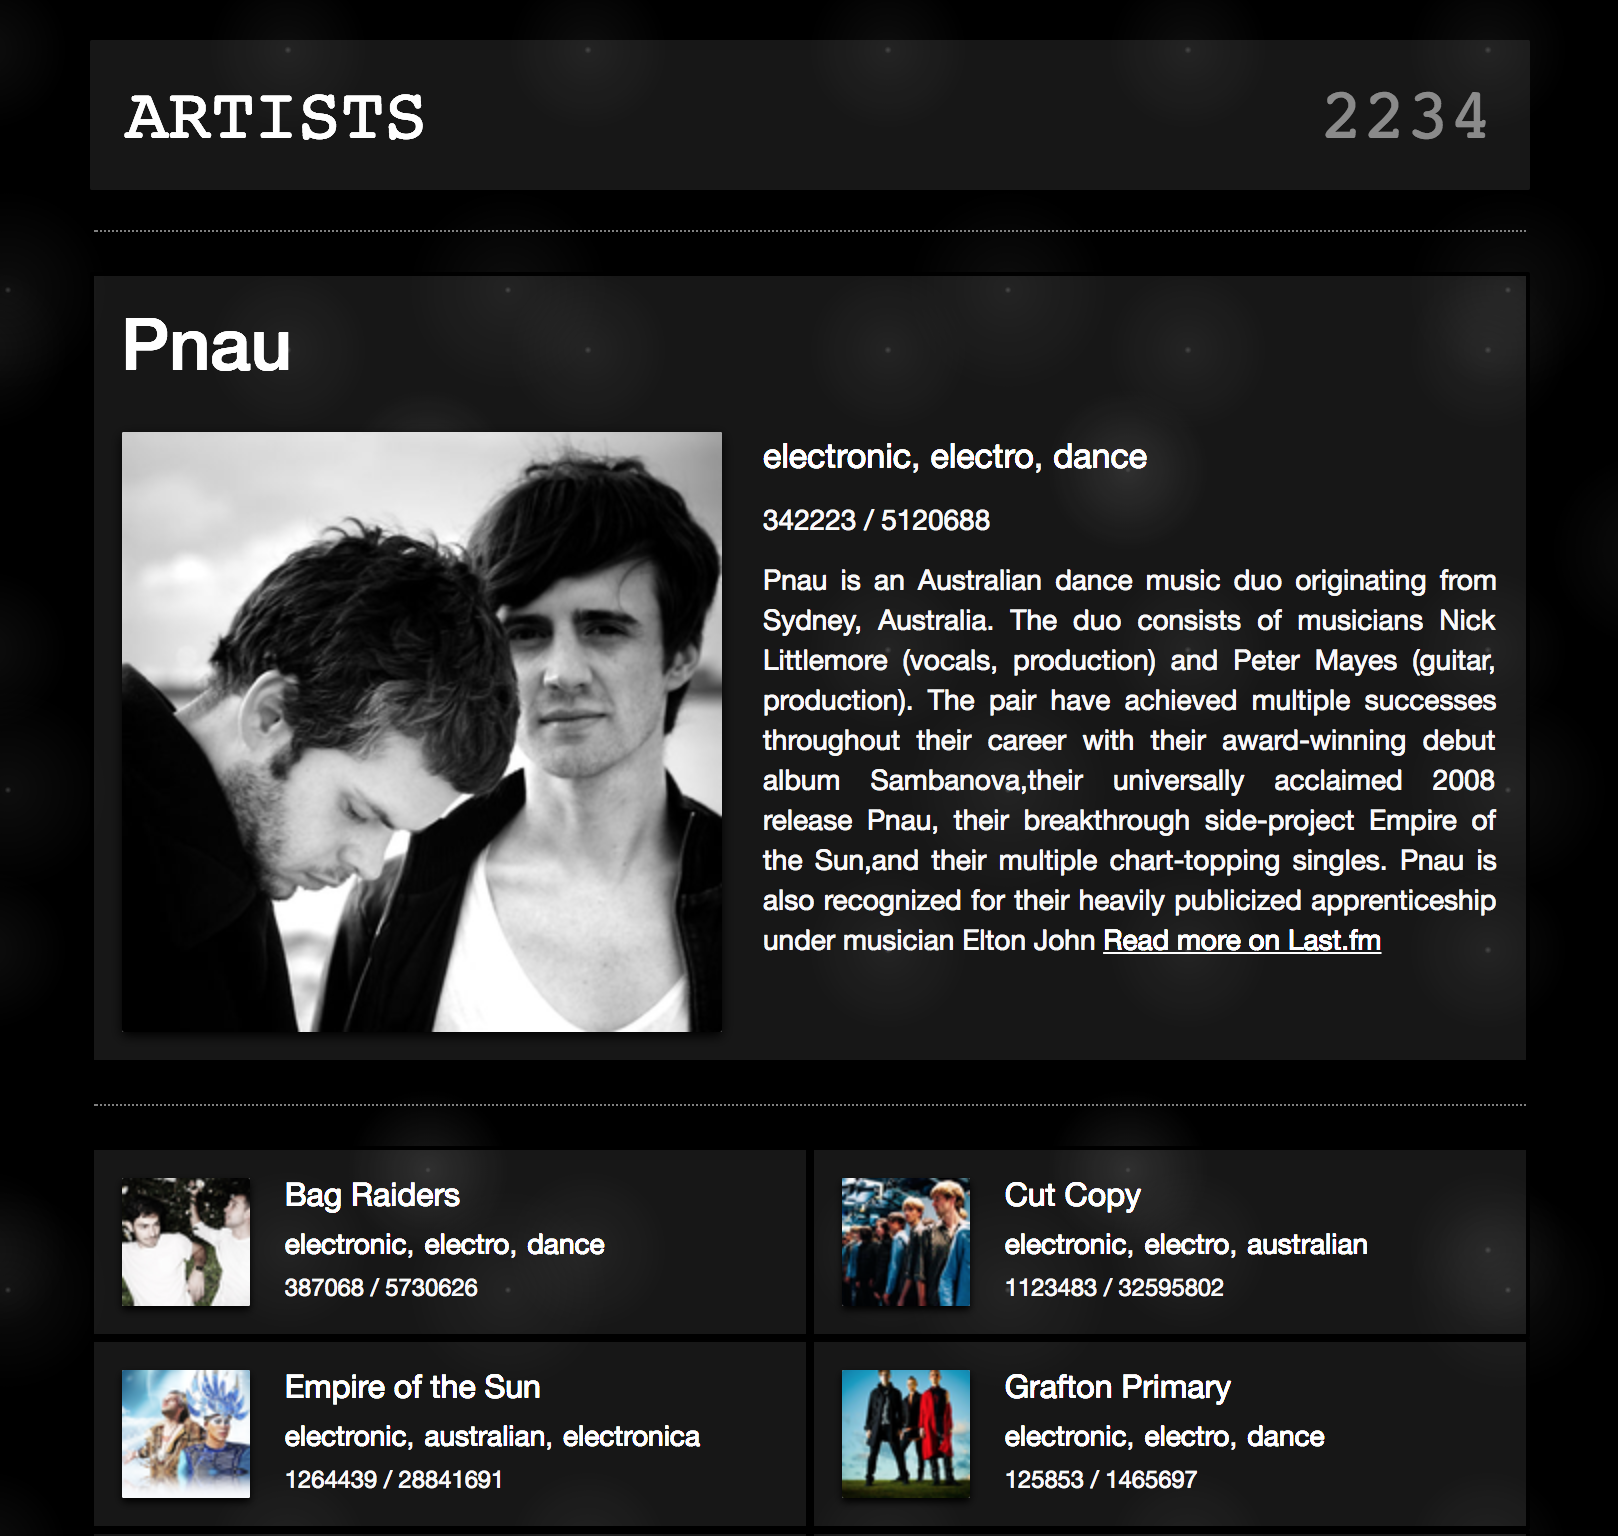 ARTISTS
2234
Pnau
electronic, electro, dance
342223 / 5120688
Pnau is an Australian dance music duo originating from
Sydney, Australia. The duo consists of musicians Nick
Littlemore (vocals, production) and Peter Mayes (guitar,
production). The pair have achieved multiple successes
throughout their career with their award-winning debut
album Sambanova,their universally acclaimed 2008
release Pnau, their breakthrough side-project Empire of
the Sun,and their multiple chart-topping singles. Pnau is
also recognized for their heavily publicized apprenticeship
under musician Elton John Read more on Last.fm
Bag Raiders
electronic, electro, dance
387068 / 5730626
Cut Copy
electronic, electro, australian
1123483 / 32595802
Empire of the Sun
electronic, australian, electronica
1264439 / 28841691
Grafton Primary
electronic, electro, dance
125853 / 1465697